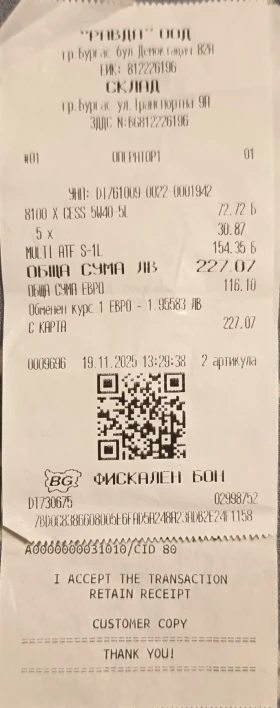 "РАВДА" ООД
гр.Бургас бул.Демокрация 82А
ЕИК: 812226196
СКЛАД
гр.Бургас ул.Транспортна 9П
ЗДДС N:BG812226196
#01 ОПЕРАТОР1 01
УНП: DI761009-0022-0001942
8100 X CESS 5W40 5L 72.72 Б
5 x 30.87
MULTI ATF S-1L 154.35 Б
ОБЩА СУМА ЛВ 227.07
ОБЩА СУМА ЕВРО 116.10
Обменен курс 1 ЕВРО - 1.95583 ЛВ
С КАРТА 227.07
0009696 19.11.2025 13:29:38 2 артикула
BG ФИСКАЛЕН БОН
DI730675 02998752
A0000000031010/CID 80
I ACCEPT THE TRANSACTION
RETAIN RECEIPT
CUSTOMER COPY
THANK YOU!